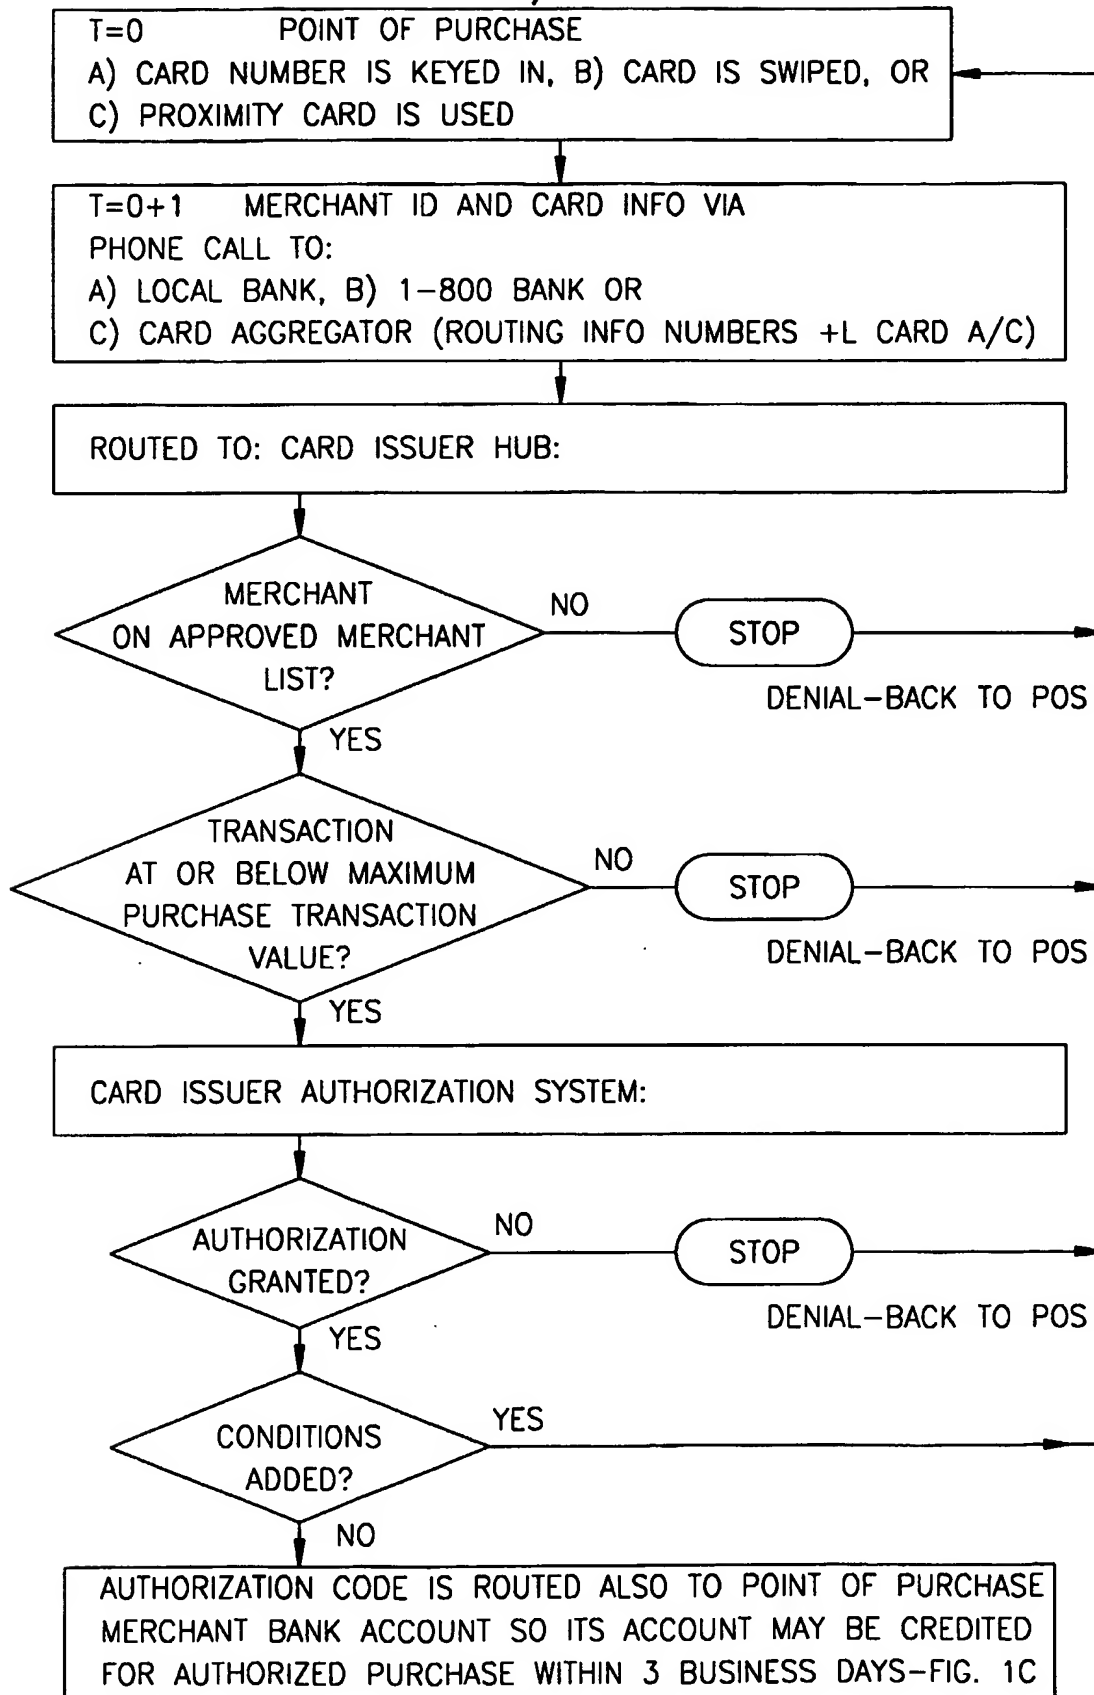 T=0 POINT OF PURCHASE
A) CARD NUMBER IS KEYED IN, B) CARD IS SWIPED, OR
C) PROXIMITY CARD IS USED
T=0+1 MERCHANT ID AND CARD INFO VIA
PHONE CALL TO:
A) LOCAL BANK, B) 1-800 BANK OR
C) CARD AGGREGATOR (ROUTING INFO NUMBERS +L CARD A/C)
ROUTED TO: CARD ISSUER HUB:
MERCHANT
ON APPROVED MERCHANT
LIST?
NO
STOP
DENIAL-BACK TO POS
YES
TRANSACTION
AT OR BELOW MAXIMUM
PURCHASE TRANSACTION
VALUE?
NO
STOP
DENIAL-BACK TO POS
YES
CARD ISSUER AUTHORIZATION SYSTEM:
AUTHORIZATION
GRANTED?
NO
STOP
DENIAL-BACK TO POS
YES
CONDITIONS
ADDED?
YES
NO
AUTHORIZATION CODE IS ROUTED ALSO TO POINT OF PURCHASE
MERCHANT BANK ACCOUNT SO ITS ACCOUNT MAY BE CREDITED
FOR AUTHORIZED PURCHASE WITHIN 3 BUSINESS DAYS-FIG. 1C